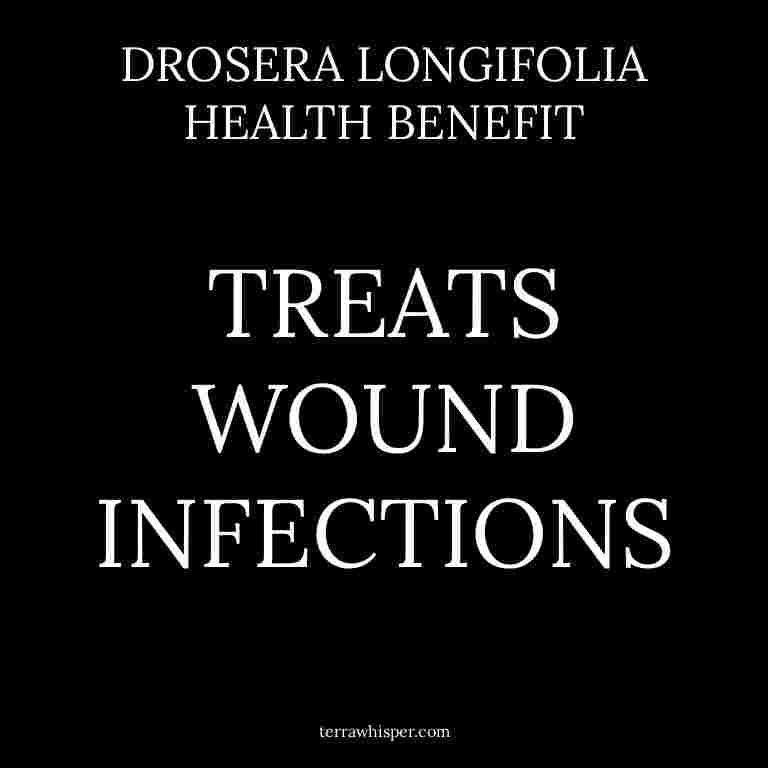 DROSERA LONGIFOLIA
HEALTH BENEFIT
TREATS
WOUND
INFECTIONS
terrawhisper.com